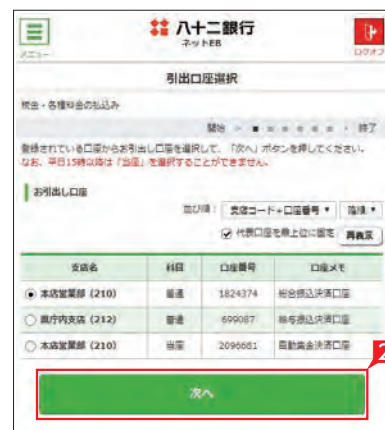 八十二銀行
ネットEB
メニュー
ログオフ
引出口座選択
税金・各種料金の払込み
開始 > ■ ■ ■ ■ ■ ■ ・ 終了
登録されている口座からお引出し口座を選択して、「次へ」ボタンを押してください。
なお、平日15時以降は「当座」を選択することができません。
お引出し口座
並び順： 支店コード+口座番号 ▼ 降順 ▼
代表口座を最上位に固定 再表示
支店名 科目 口座番号 口座メモ
本店営業部 (210) 普通 1824374 総合振込決済口座
県庁内支店 (212) 普通 699087 給与振込決済口座
本店営業部 (210) 当座 2096661 自動集金決済口座
2
次へ